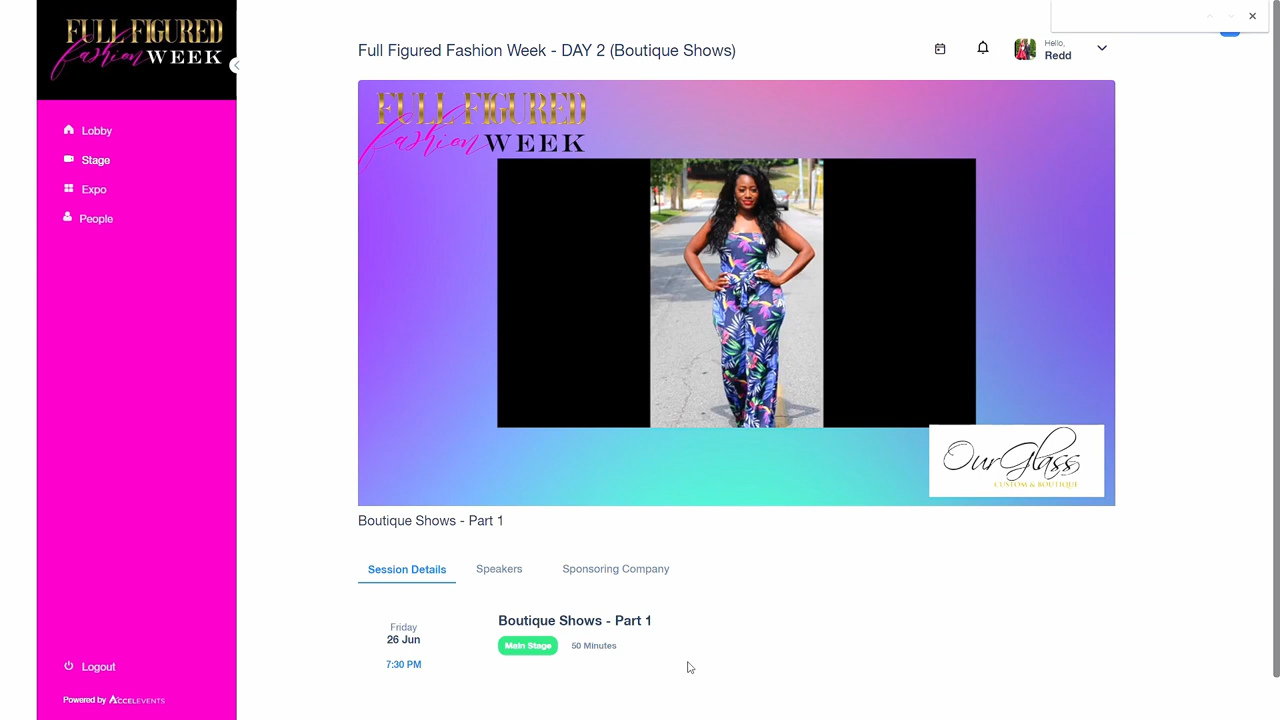 FULL FIGURED
fashion WEEK
Full Figured Fashion Week - DAY 2 (Boutique Shows)
Hello,
Redd
Lobby
Stage
Expo
People
FULL FIGURED
fashion WEEK
OurGlass
CUSTOM & BOUTIQUE
Boutique Shows - Part 1
Session Details
Speakers
Sponsoring Company
Friday
26 Jun
7:30 PM
Boutique Shows - Part 1
Main Stage
50 Minutes
Logout
Powered by ACCELEVENTS